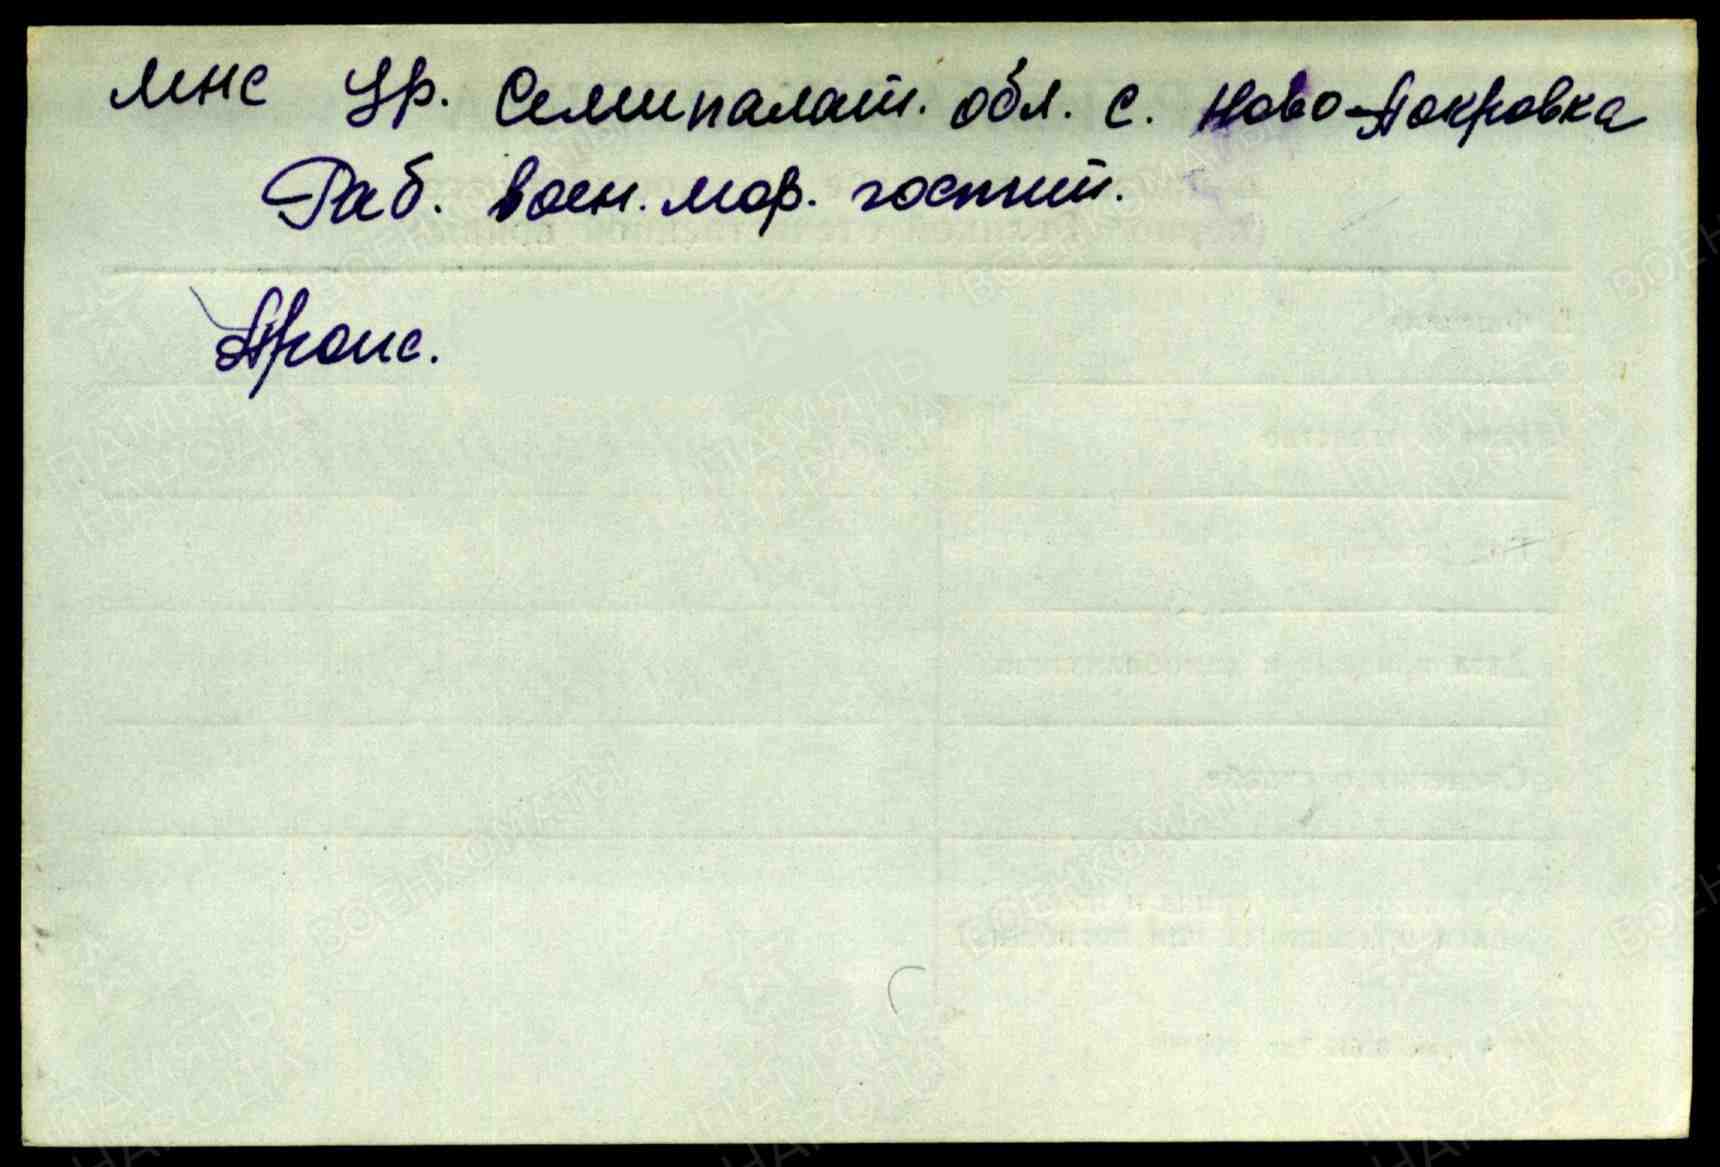 мнс Ур. Семипалат. обл. с. Ново-Покровка
Раб. воен. мор. госпит.
Прож.